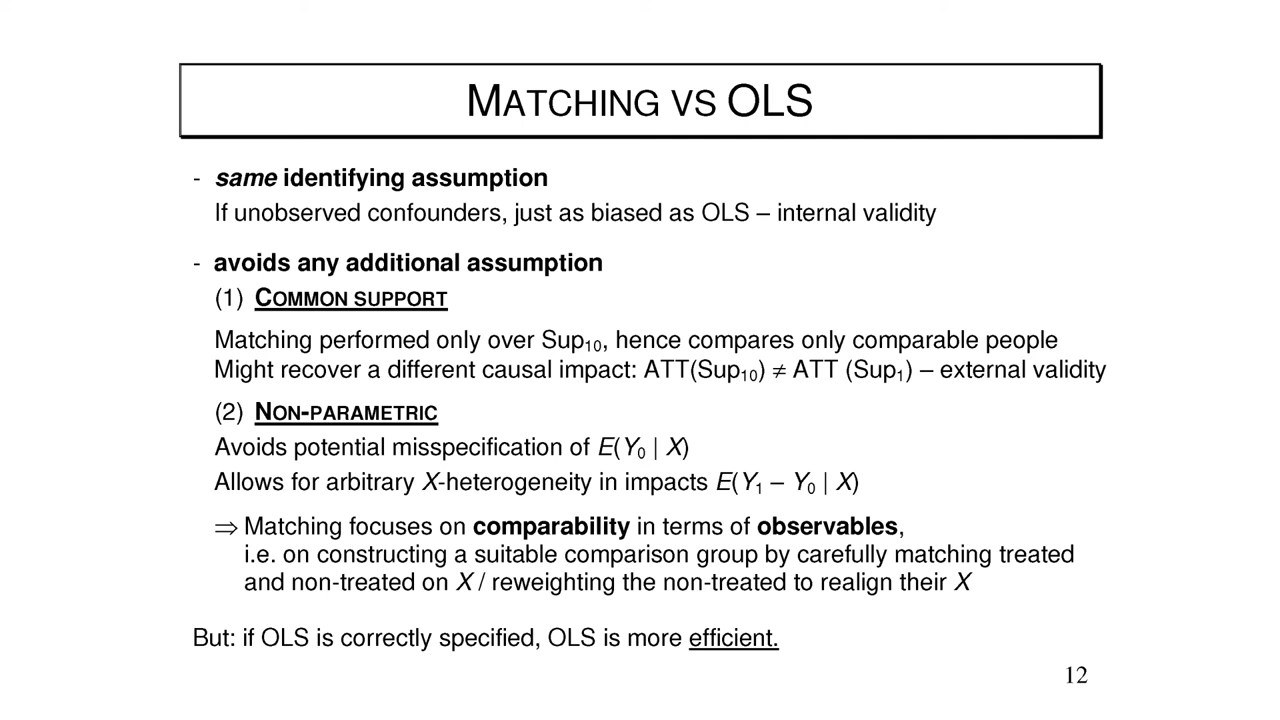 MATCHING VS OLS
- same identifying assumption
If unobserved confounders, just as biased as OLS – internal validity
- avoids any additional assumption
(1) COMMON SUPPORT
Matching performed only over Sup₁₀, hence compares only comparable people
Might recover a different causal impact: ATT(Sup₁₀) ≠ ATT (Sup₁) – external validity
(2) NON-PARAMETRIC
Avoids potential misspecification of E(Y₀ | X)
Allows for arbitrary X-heterogeneity in impacts E(Y₁ – Y₀ | X)
⇒ Matching focuses on comparability in terms of observables,
i.e. on constructing a suitable comparison group by carefully matching treated
and non-treated on X / reweighting the non-treated to realign their X
But: if OLS is correctly specified, OLS is more efficient.
12